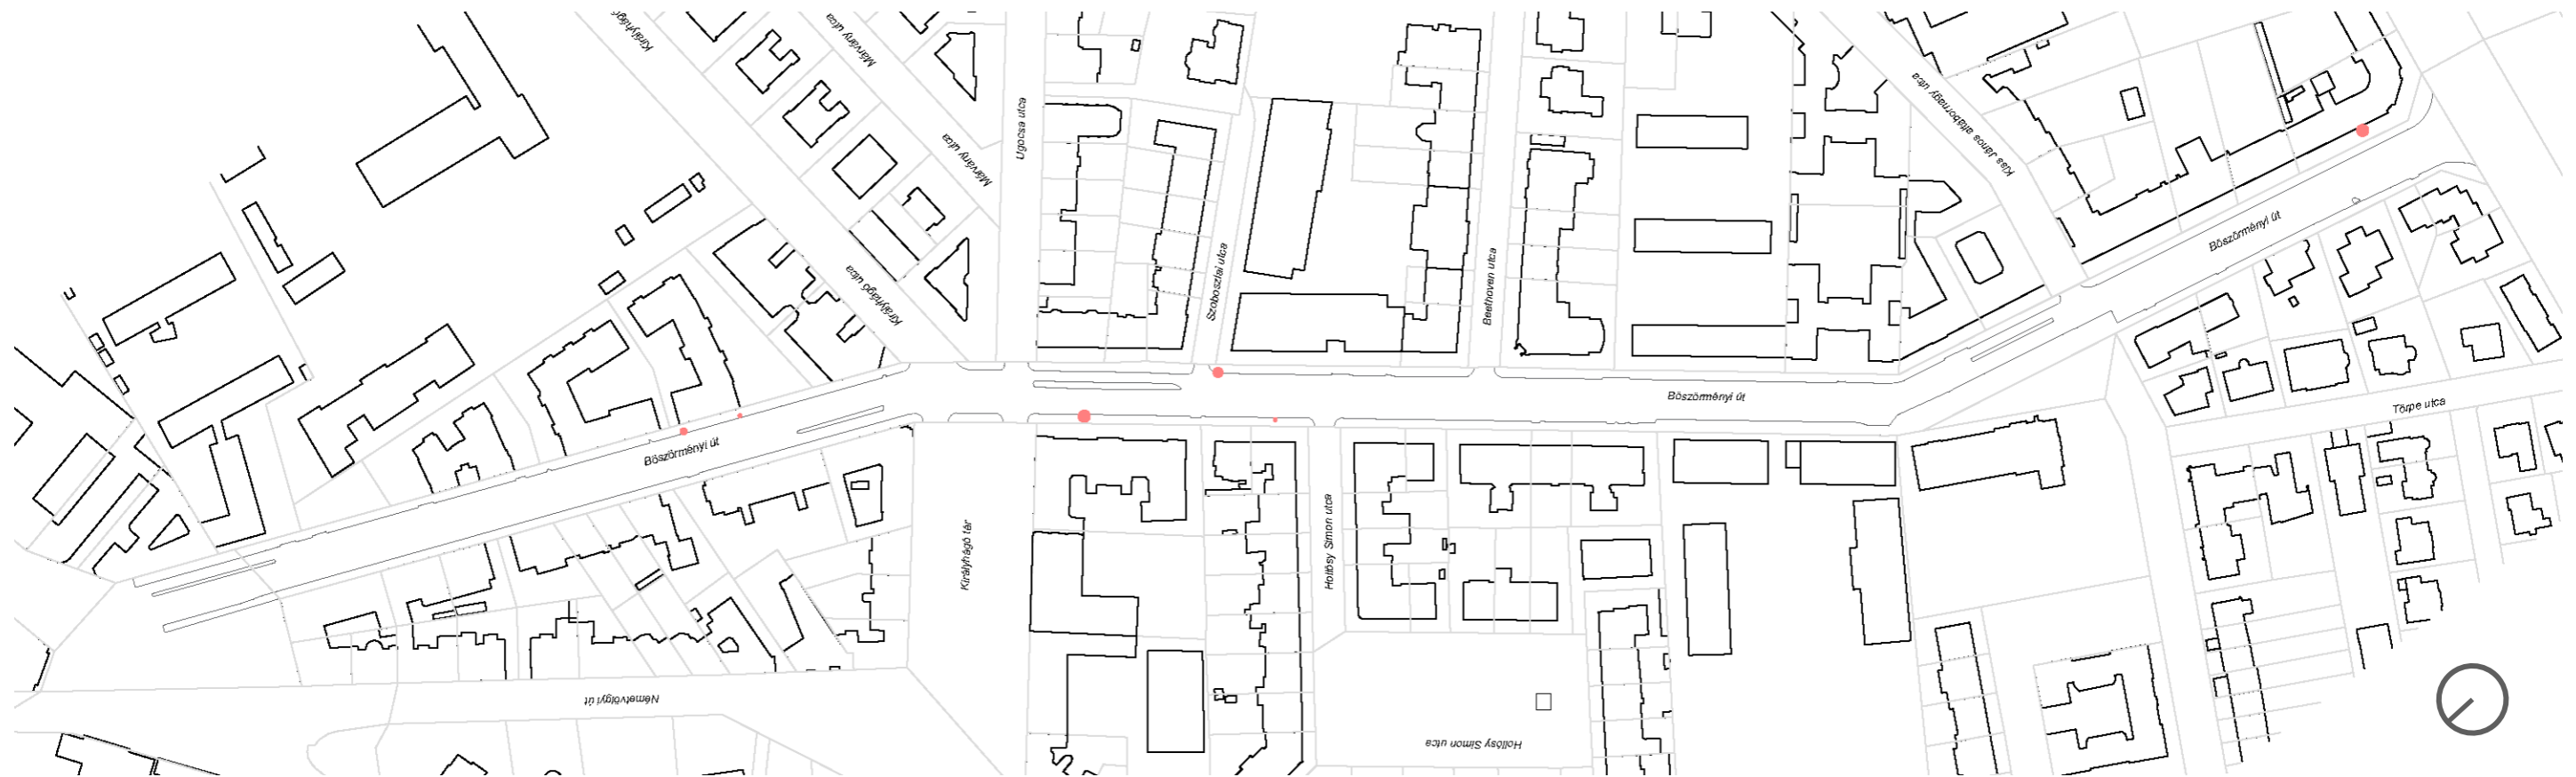 Királyhágó
Márvány utca
Márvány utca
Ugocsa utca
Királyhágó utca
Szoboszlai utca
Beethoven utca
Kiss János altábornagy utca
Böszörményi út
Böszörményi út
Törpe utca
Böszörményi út
Királyhágó tér
Hollósy Simon utca
Németvölgyi út
Hollósy Simon utca